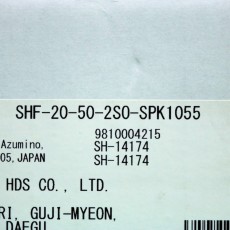 SHF-20-50-2SO-SPK1055
9810004215
Azumino, SH-14174
05, JAPAN SH-14174
HDS CO., LTD.
RI, GUJI-MYEON,
DAEGU